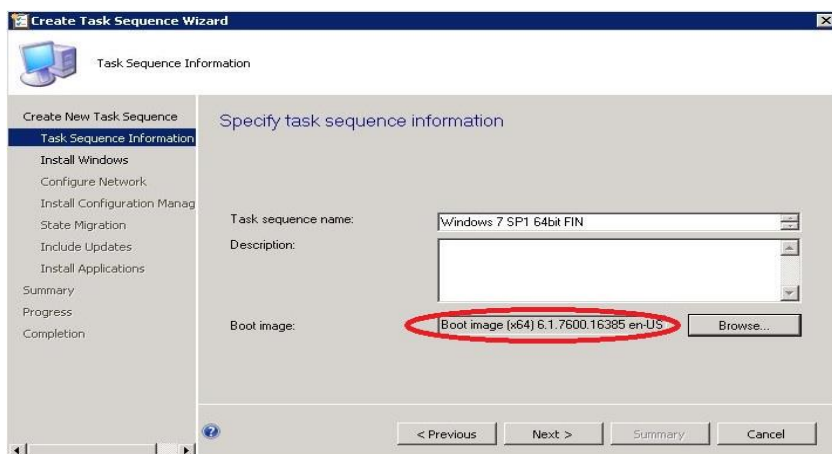 Create Task Sequence Wizard
Task Sequence Information
Create New Task Sequence
Task Sequence Information
Install Windows
Configure Network
Install Configuration Manag
State Migration
Include Updates
Install Applications
Summary
Progress
Completion
Specify task sequence information
Task sequence name:
Windows 7 SP1 64bit FIN
Description:
Boot image:
Boot image (x64) 6.1.7600.16385 en-US
Browse...
< Previous
Next >
Summary
Cancel